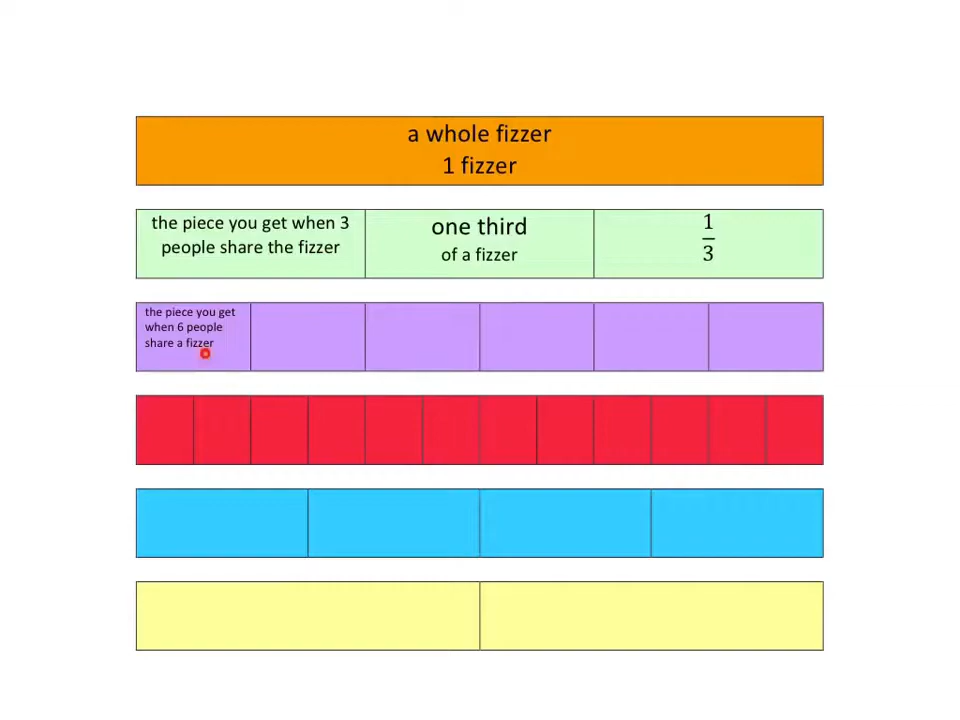 a whole fizzer
1 fizzer
the piece you get when 3
people share the fizzer
one third
of a fizzer
1
3
the piece you get
when 6 people
share a fizzer